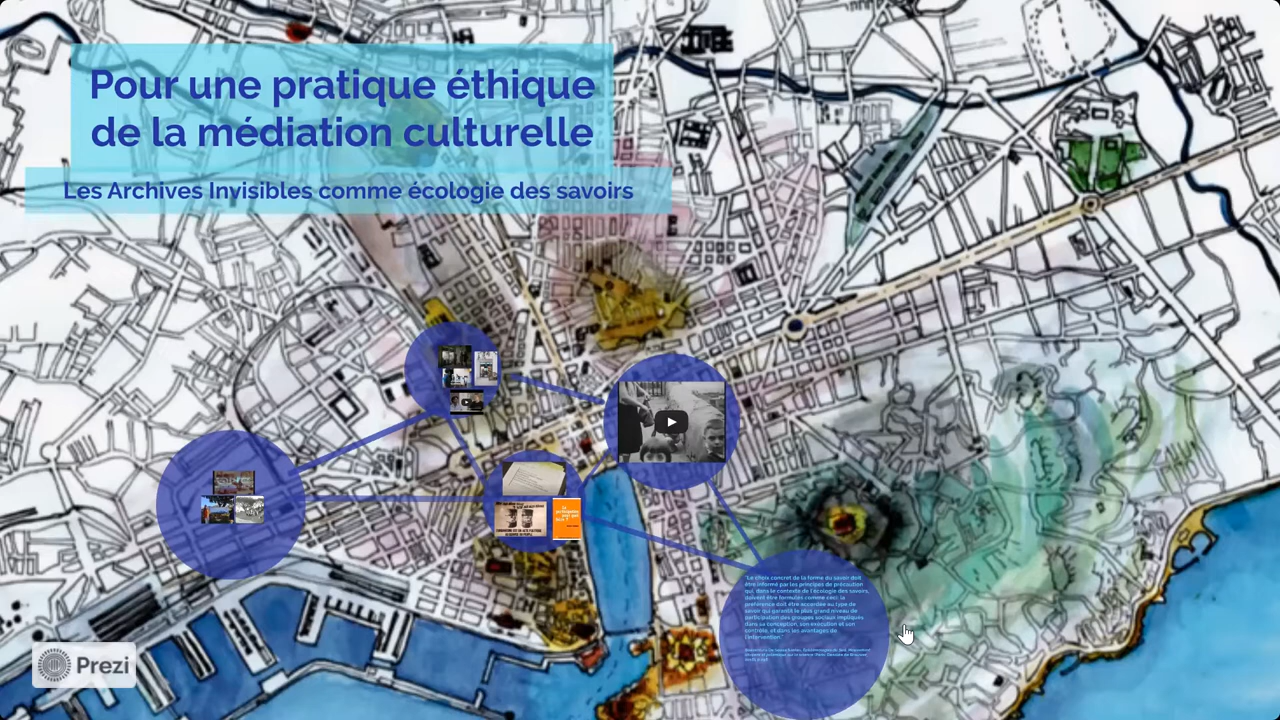 Pour une pratique éthique
de la médiation culturelle
Les Archives Invisibles comme écologie des savoirs
"Le choix concret de la forme du savoir doit
être informé par les principes de précaution
qui, dans le contexte de l'écologie des savoirs,
doivent être formulés comme ceci: la
préférence doit être accordée au type de
savoir qui garantit le plus grand niveau de
participation des groupes sociaux impliqués
dans sa conception, son exécution et son
contrôle, et dans les avantages de
l'intervention."
Prezi